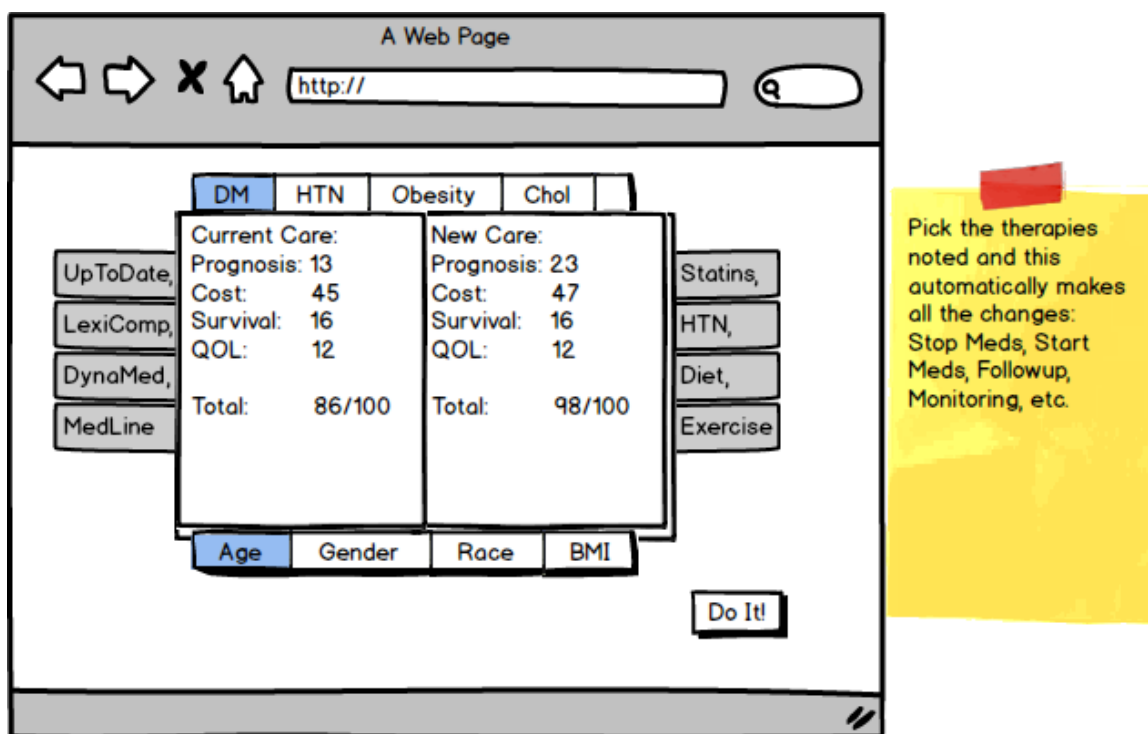 A Web Page
http://
DM HTN Obesity Chol
UpToDate,
LexiComp,
DynaMed,
MedLine
Current Care:
Prognosis: 13
Cost: 45
Survival: 16
QOL: 12
Total: 86/100
New Care:
Prognosis: 23
Cost: 47
Survival: 16
QOL: 12
Total: 98/100
Statins,
HTN,
Diet,
Exercise
Age Gender Race BMI
Do It!
Pick the therapies
noted and this
automatically makes
all the changes:
Stop Meds, Start
Meds, Followup,
Monitoring, etc.